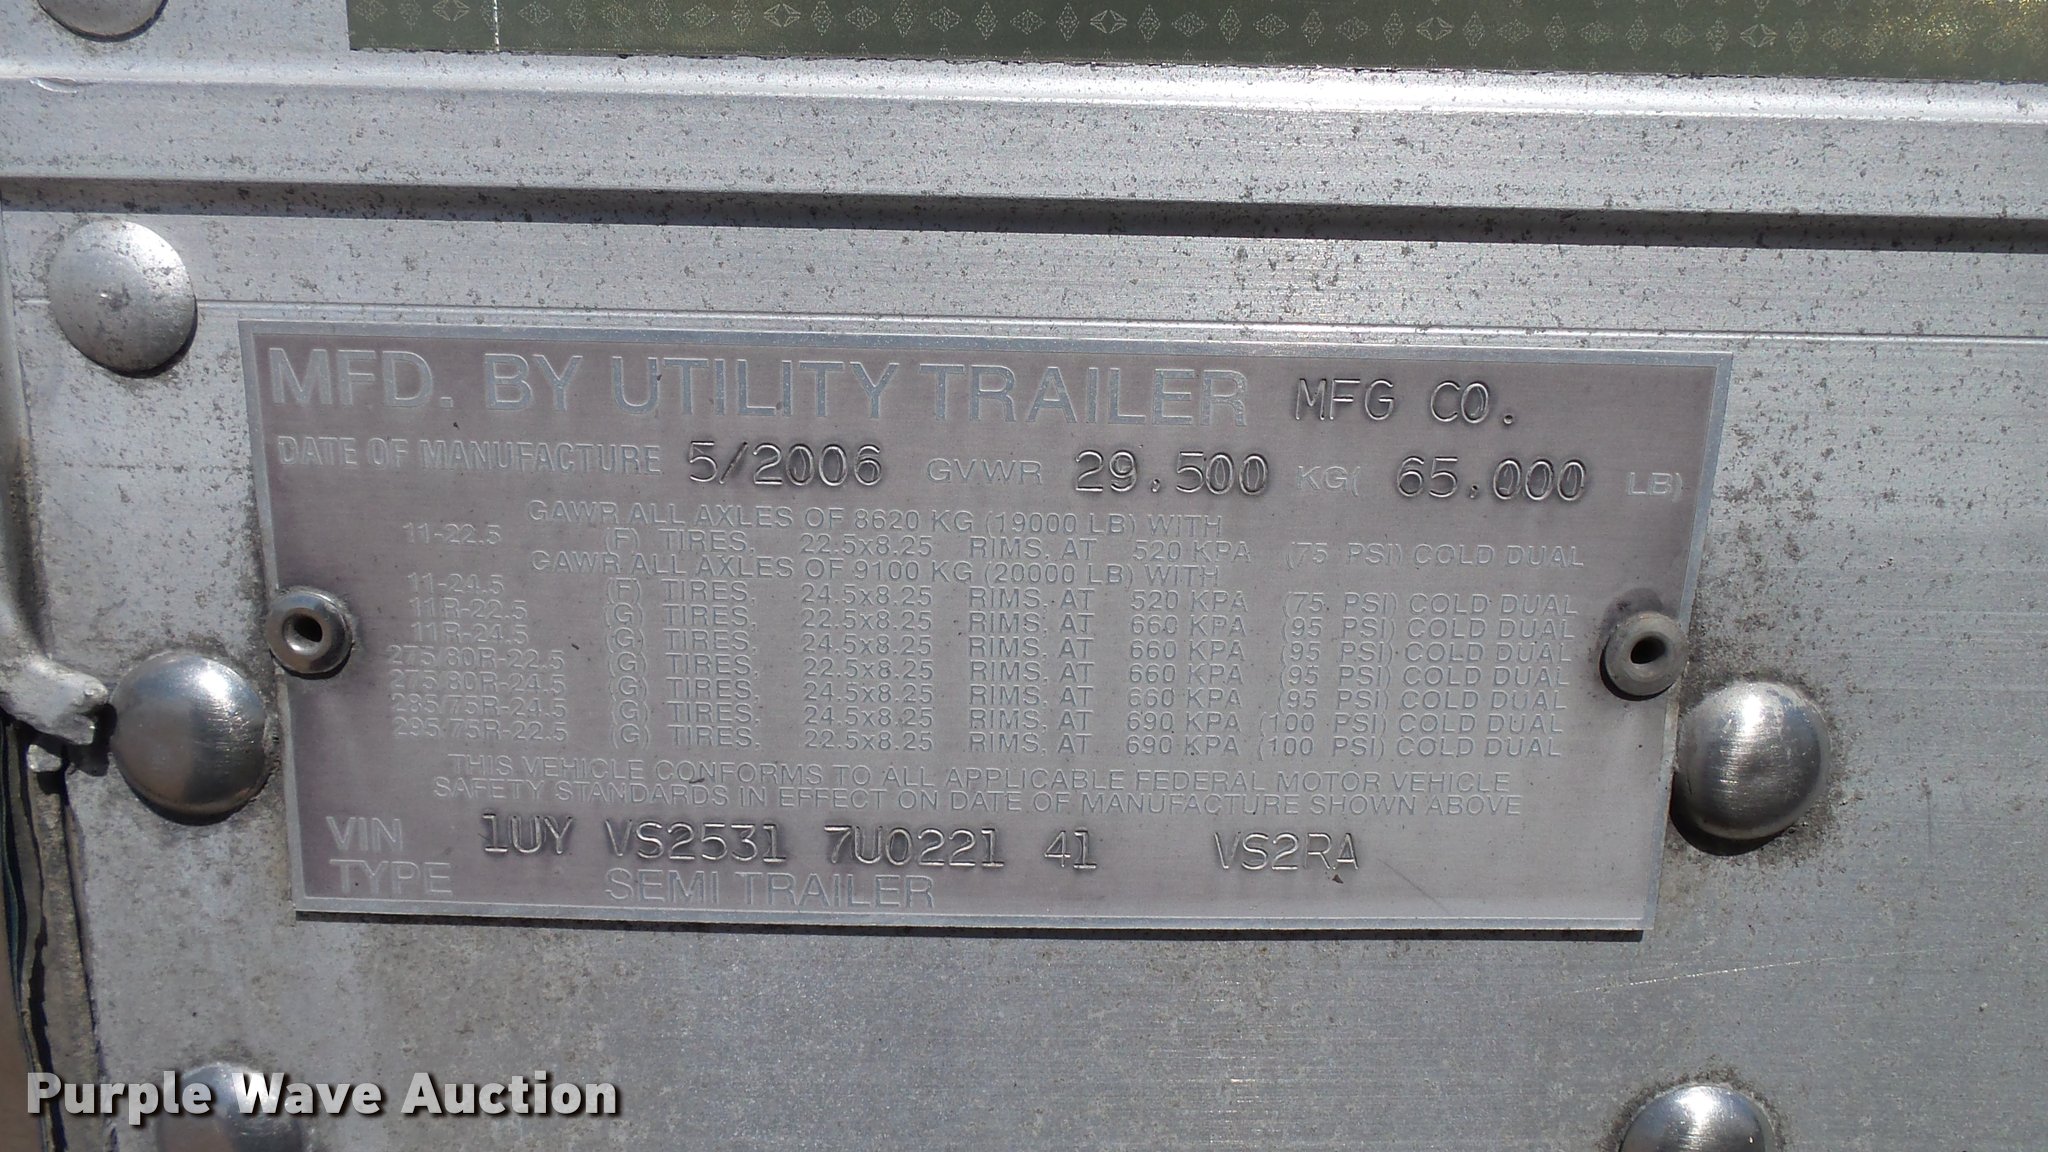 MFD. BY UTILITY TRAILER MFG CO.
DATE OF MANUFACTURE 5/2006 GVWR 29.500 KG( 65.000 LB)
GAWR ALL AXLES OF 8620 KG (19000 LB) WITH
11-22.5 (F) TIRES, 22.5x8.25 RIMS, AT 520 KPA (75 PSI) COLD DUAL
GAWR ALL AXLES OF 9100 KG (20000 LB) WITH
11-24.5 (F) TIRES, 24.5x8.25 RIMS, AT 520 KPA (75 PSI) COLD DUAL
11R-22.5 (G) TIRES, 22.5x8.25 RIMS, AT 660 KPA (95 PSI) COLD DUAL
11R-24.5 (G) TIRES, 24.5x8.25 RIMS, AT 660 KPA (95 PSI) COLD DUAL
275/80R-22.5 (G) TIRES, 22.5x8.25 RIMS, AT 660 KPA (95 PSI) COLD DUAL
275/80R-24.5 (G) TIRES, 24.5x8.25 RIMS, AT 660 KPA (95 PSI) COLD DUAL
285/75R-24.5 (G) TIRES, 24.5x8.25 RIMS, AT 690 KPA (100 PSI) COLD DUAL
295/75R-22.5 (G) TIRES, 22.5x8.25 RIMS, AT 690 KPA (100 PSI) COLD DUAL
THIS VEHICLE CONFORMS TO ALL APPLICABLE FEDERAL MOTOR VEHICLE
SAFETY STANDARDS IN EFFECT ON DATE OF MANUFACTURE SHOWN ABOVE
VIN 1UY VS2531 7U0221 41 VS2RA
TYPE SEMI TRAILER
Purple Wave Auction